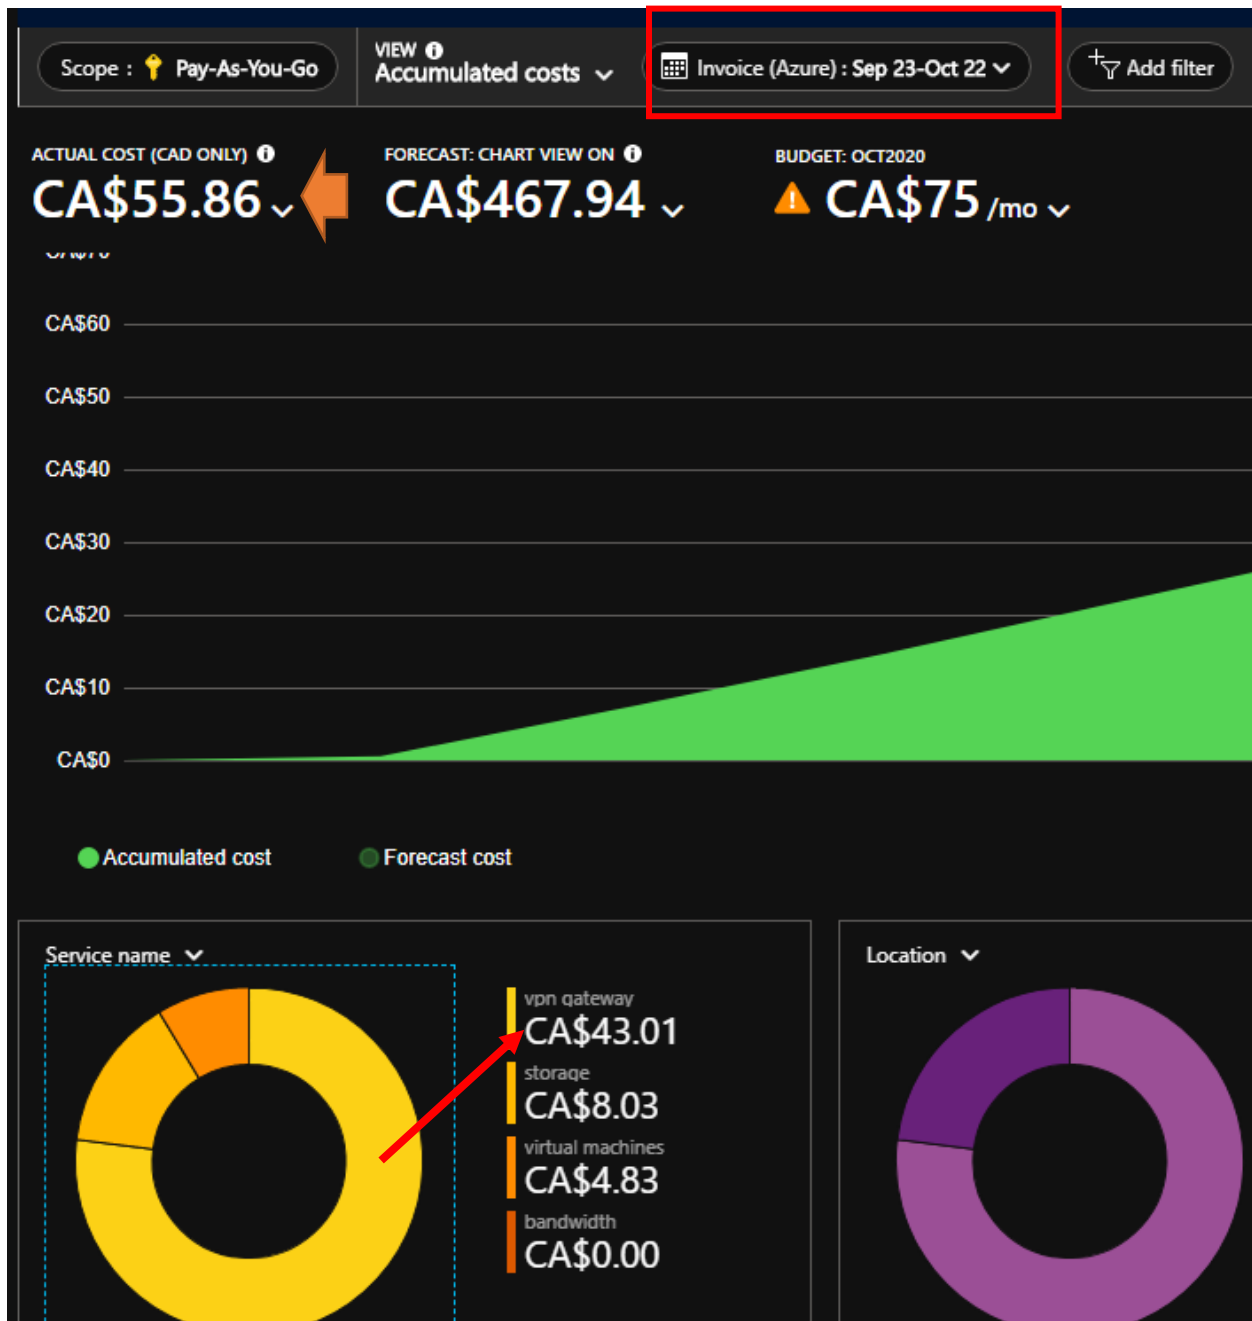 Scope : Pay-As-You-Go
VIEW
Accumulated costs
Invoice (Azure) : Sep 23-Oct 22
Add filter
ACTUAL COST (CAD ONLY)
CA$55.86
FORECAST: CHART VIEW ON
CA$467.94
BUDGET: OCT2020
CA$75 /mo
CA$70
CA$60
CA$50
CA$40
CA$30
CA$20
CA$10
CA$0
Accumulated cost
Forecast cost
Service name
vpn gateway
CA$43.01
storage
CA$8.03
virtual machines
CA$4.83
bandwidth
CA$0.00
Location